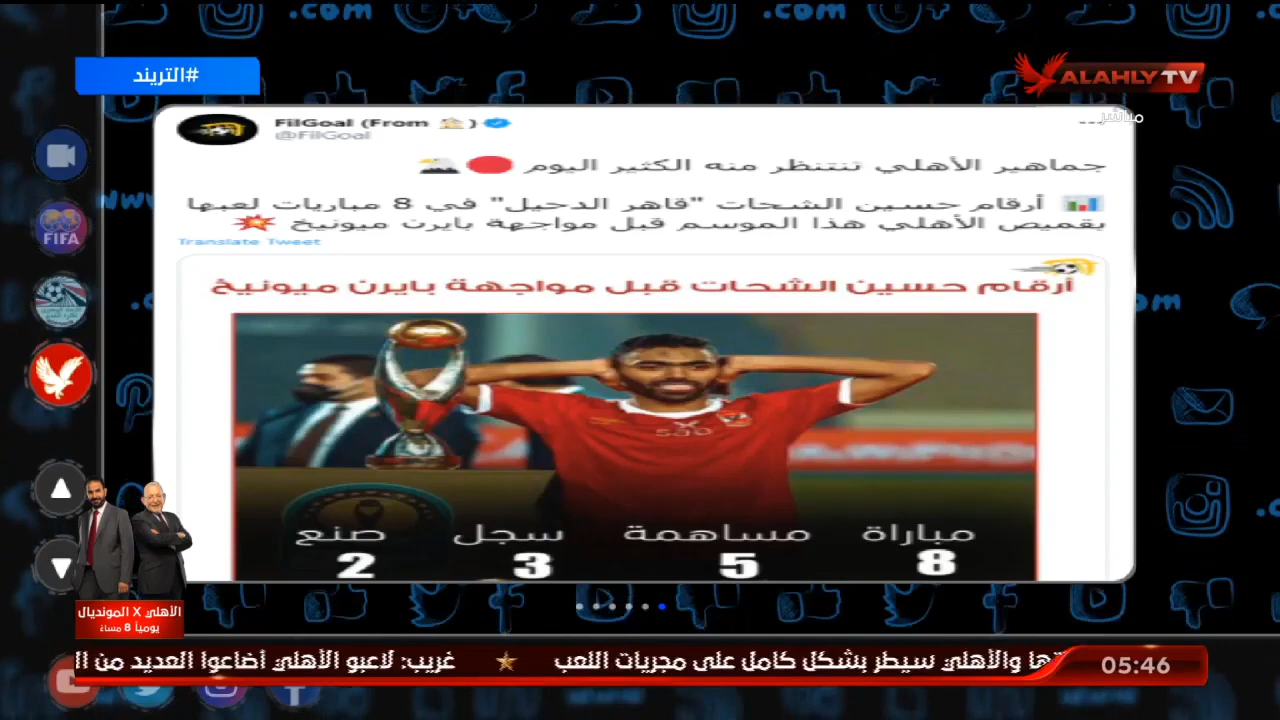 #التريند
ALAHLY TV
مباشر
FilGoal (From
)
@FilGoal
جماهير الأهلي تنتظر منه الكثير اليوم
أرقام حسين الشحات "قاهر الدحيل" في 8 مباريات لعبها
بقميص الأهلي هذا الموسم قبل مواجهة بايرن ميونيخ
Translate Tweet
أرقام حسين الشحات قبل مواجهة بايرن ميونيخ
مباراة مساهمة سجل صنع
8 5 3 2
FIFA
الأهلي X المونديال
يومياً 8 مساءً
والأهلي سيطر بشكل كامل على مجريات اللعب ★ غريب: لاعبو الأهلي أضاعوا العديد من
05:46